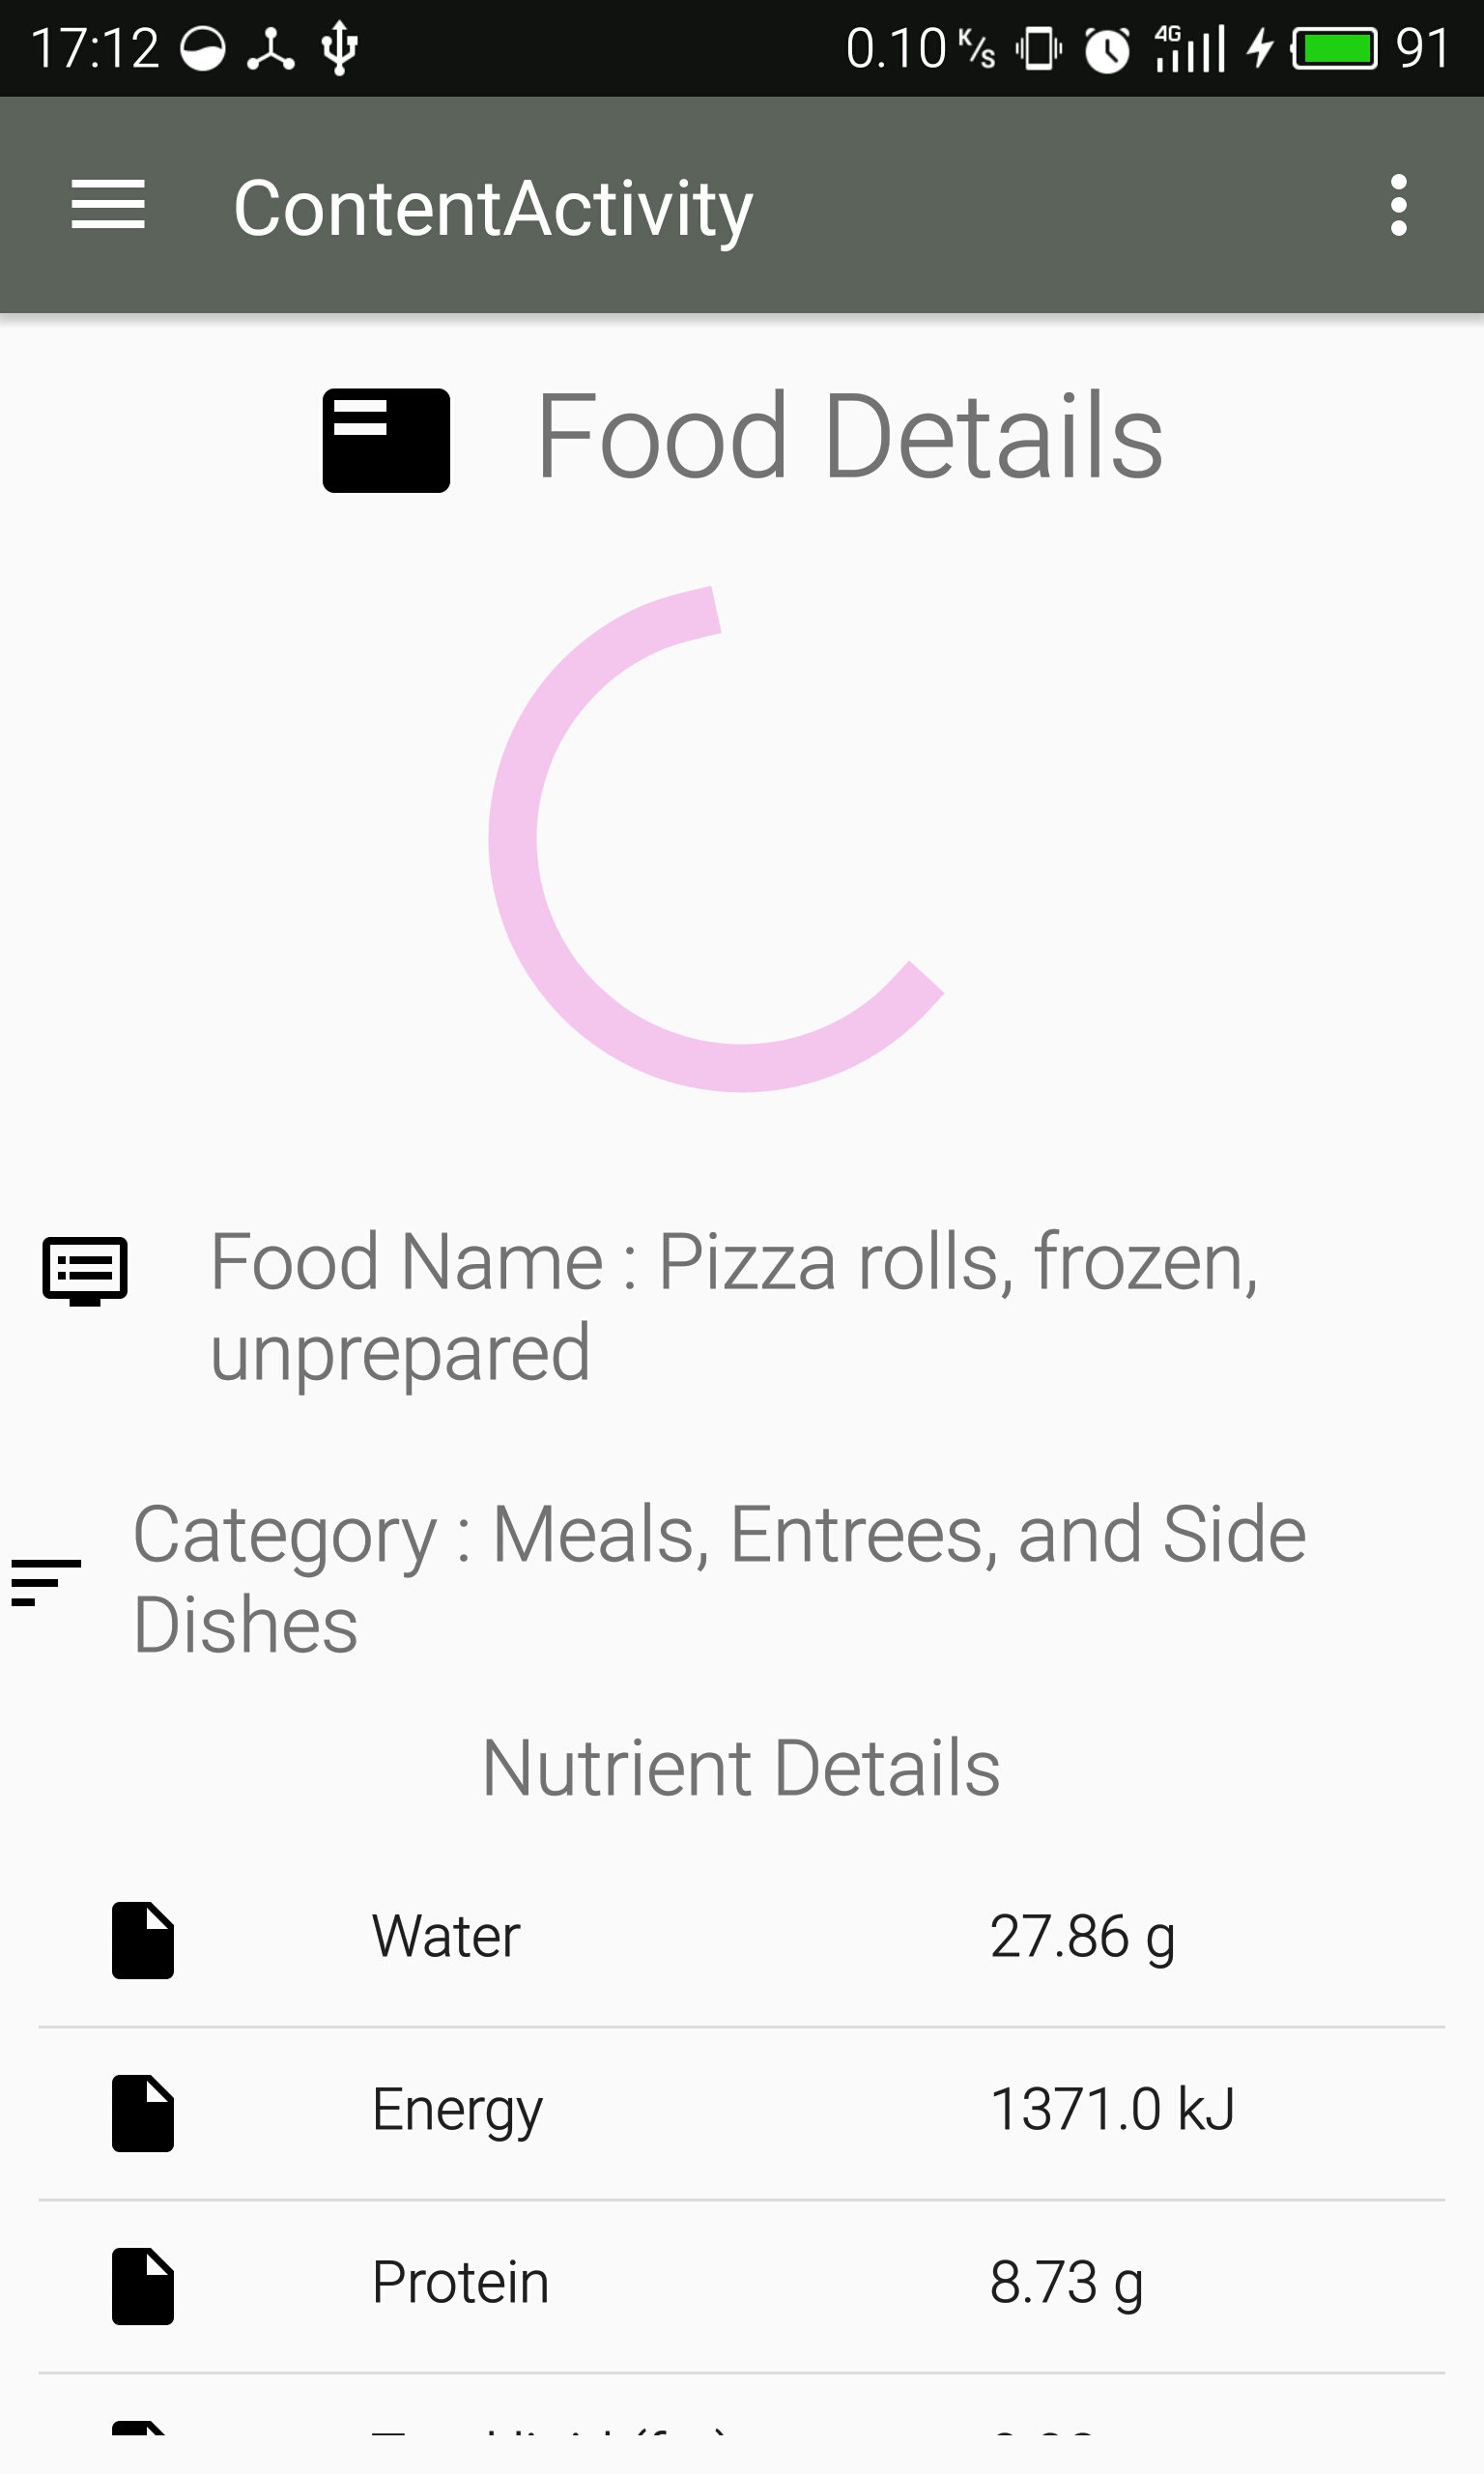 17:12 0.10 K/s 4G 91
ContentActivity
Food Details
Food Name : Pizza rolls, frozen,
unprepared
Category : Meals, Entrees, and Side
Dishes
Nutrient Details
Water 27.86 g
Energy 1371.0 kJ
Protein 8.73 g